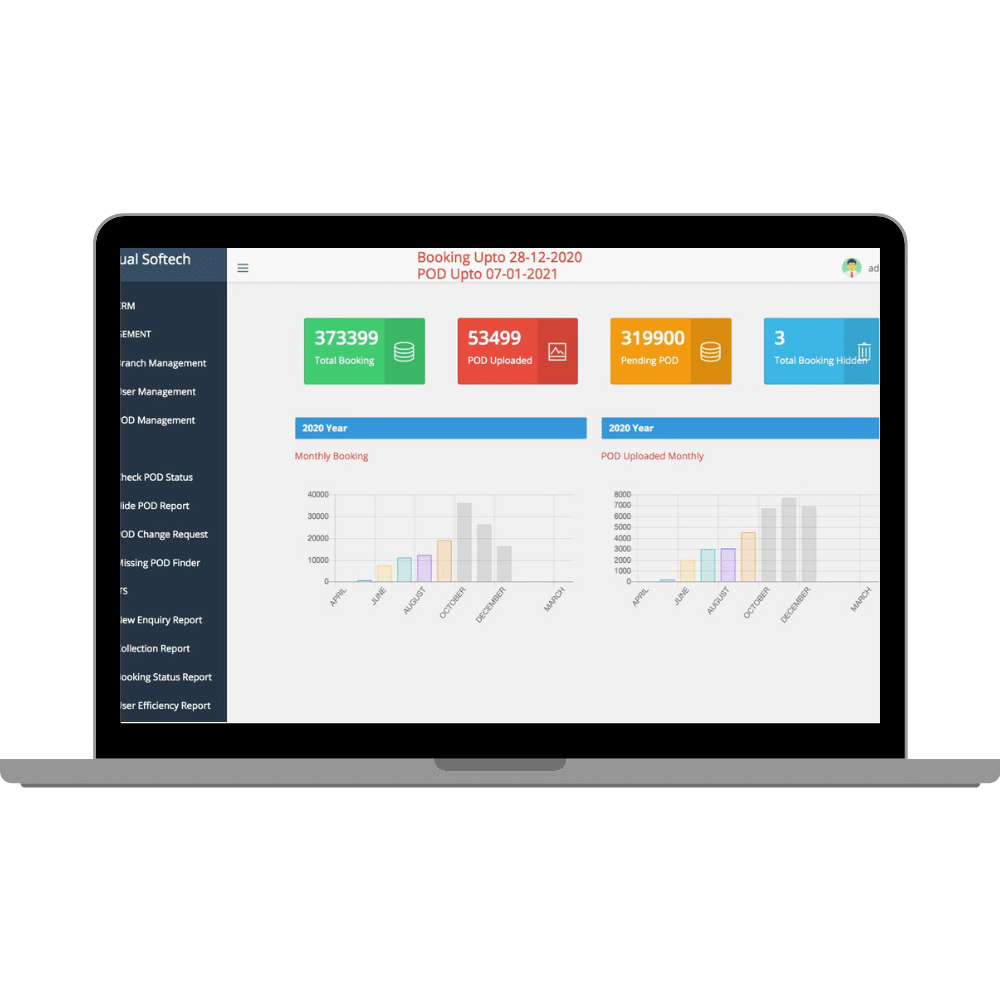 ual Softech
Booking Upto 28-12-2020
POD Upto 07-01-2021
ad
RM
GEMENT
ranch Management
ser Management
OD Management
heck POD Status
ide POD Report
OD Change Request
issing POD Finder
TS
ew Enquiry Report
ollection Report
ooking Status Report
ser Efficiency Report
373399
Total Booking
53499
POD Uploaded
319900
Pending POD
3
Total Booking Hidden
2020 Year
Monthly Booking
40000
30000
20000
10000
0
APRIL
JUNE
AUGUST
OCTOBER
DECEMBER
MARCH
2020 Year
POD Uploaded Monthly
8000
7000
6000
5000
4000
3000
2000
1000
0
APRIL
JUNE
AUGUST
OCTOBER
DECEMBER
MARCH